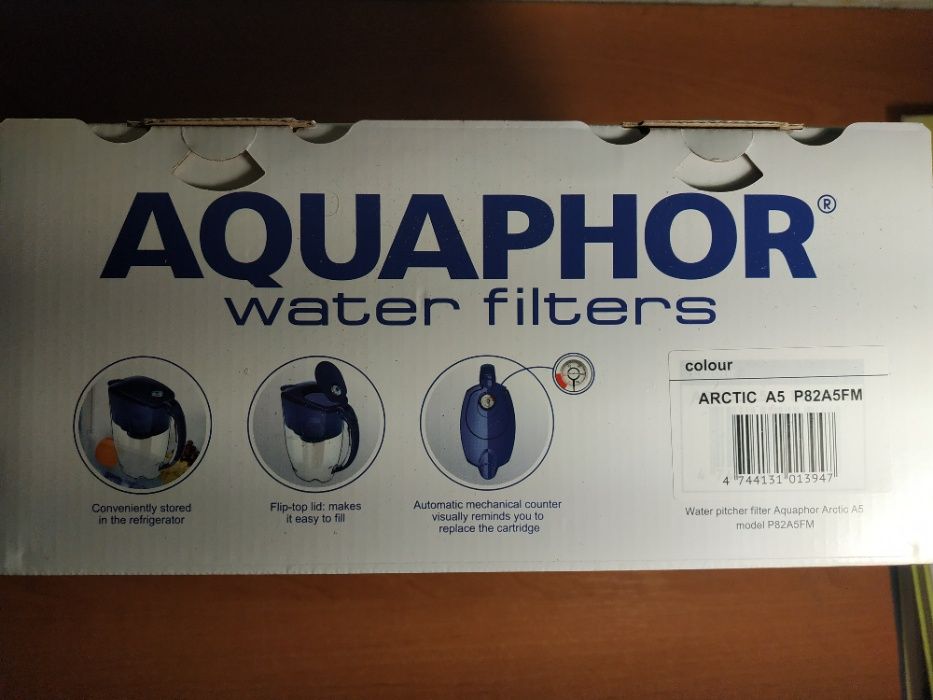 AQUAPHOR®
water filters
Conveniently stored
in the refrigerator
Flip-top lid: makes
it easy to fill
Automatic mechanical counter
visually reminds you to
replace the cartridge
colour
ARCTIC A5 P82A5FM
4 744131 013947
Water pitcher filter Aquaphor Arctic A5
model P82A5FM